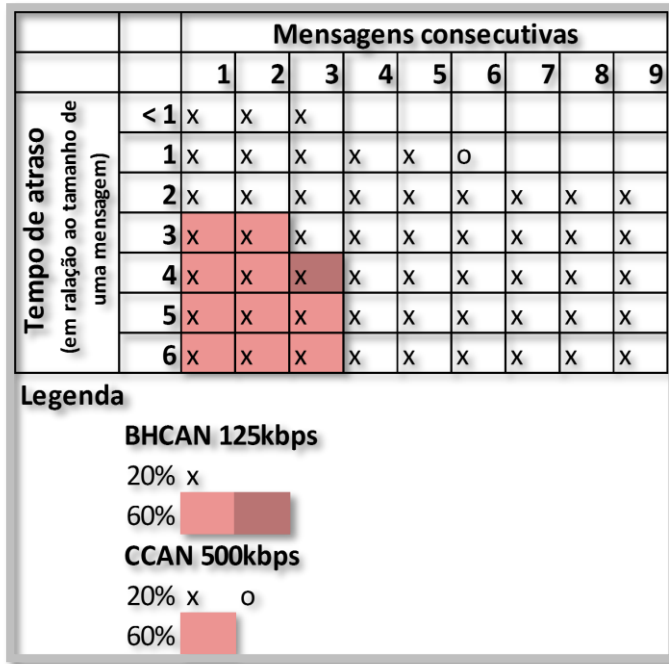 Mensagens consecutivas
1 2 3 4 5 6 7 8 9
Tempo de atraso
(em ralação ao tamanho de
uma mensagem)
< 1 x x x
1 x x x x x o
2 x x x x x x x x x
3 x x x x x x x x x
4 x x x x x x x x x
5 x x x x x x x x x
6 x x x x x x x x x
Legenda
BHCAN 125kbps
20% x
60%
CCAN 500kbps
20% x o
60%